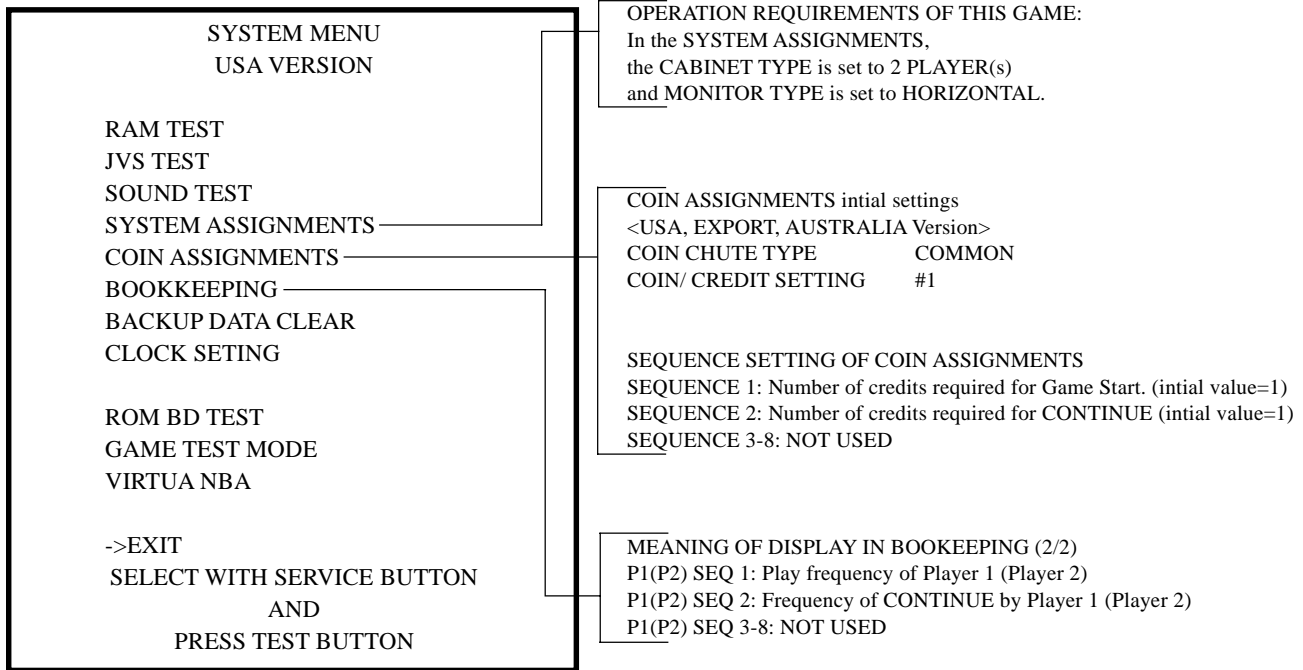 SYSTEM MENU
USA VERSION
RAM TEST
JVS TEST
SOUND TEST
SYSTEM ASSIGNMENTS
COIN ASSIGNMENTS
BOOKKEEPING
BACKUP DATA CLEAR
CLOCK SETING
ROM BD TEST
GAME TEST MODE
VIRTUA NBA
->EXIT
SELECT WITH SERVICE BUTTON
AND
PRESS TEST BUTTON
OPERATION REQUIREMENTS OF THIS GAME:
In the SYSTEM ASSIGNMENTS,
the CABINET TYPE is set to 2 PLAYER(s)
and MONITOR TYPE is set to HORIZONTAL.
COIN ASSIGNMENTS intial settings
<USA, EXPORT, AUSTRALIA Version>
COIN CHUTE TYPE COMMON
COIN/ CREDIT SETTING #1
SEQUENCE SETTING OF COIN ASSIGNMENTS
SEQUENCE 1: Number of credits required for Game Start. (intial value=1)
SEQUENCE 2: Number of credits required for CONTINUE (intial value=1)
SEQUENCE 3-8: NOT USED
MEANING OF DISPLAY IN BOOKEEPING (2/2)
P1(P2) SEQ 1: Play frequency of Player 1 (Player 2)
P1(P2) SEQ 2: Frequency of CONTINUE by Player 1 (Player 2)
P1(P2) SEQ 3-8: NOT USED